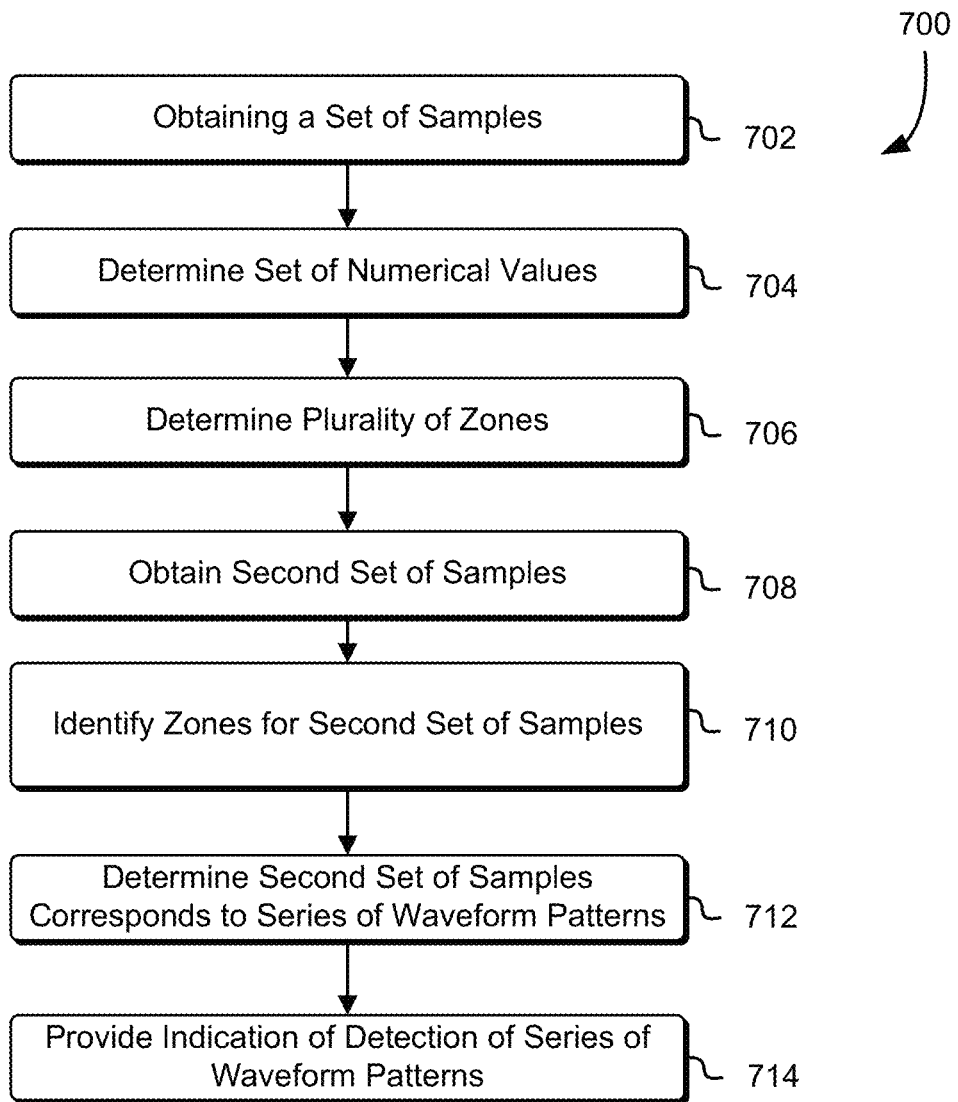 700
Obtaining a Set of Samples
702
Determine Set of Numerical Values
704
Determine Plurality of Zones
706
Obtain Second Set of Samples
708
Identify Zones for Second Set of Samples
710
Determine Second Set of Samples
Corresponds to Series of Waveform Patterns
712
Provide Indication of Detection of Series of
Waveform Patterns
714